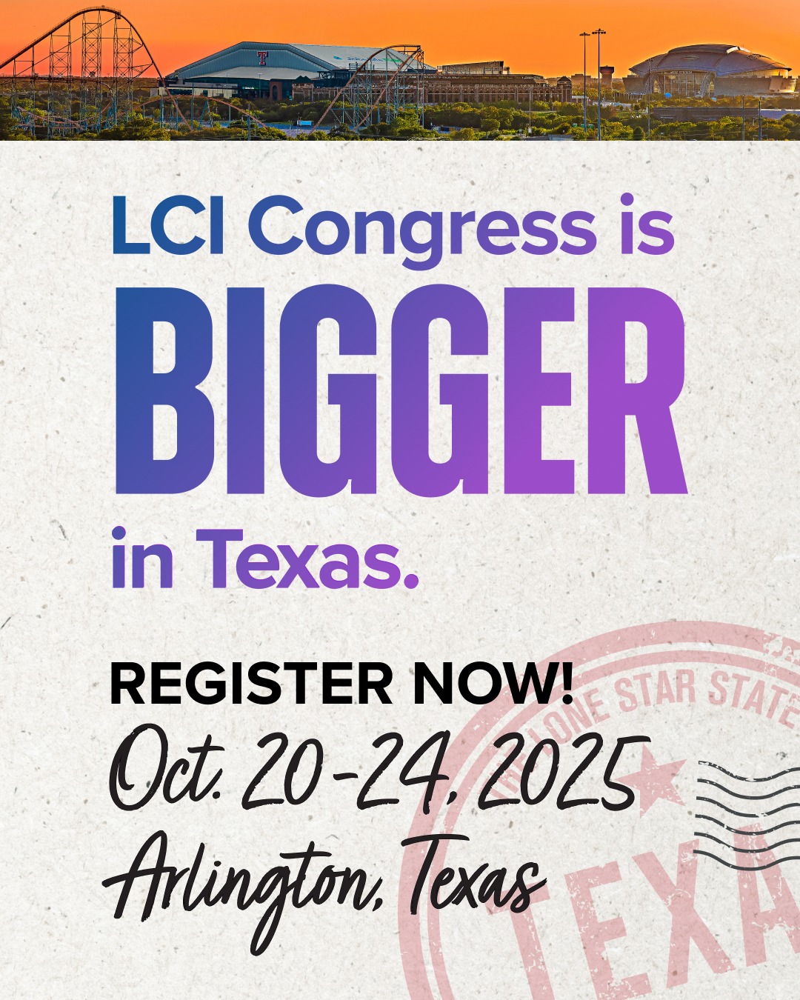 T
LCI Congress is
BIGGER
in Texas.
REGISTER NOW!
Oct. 20-24, 2025
Arlington, Texas
THE LONE STAR STATE
TEXA